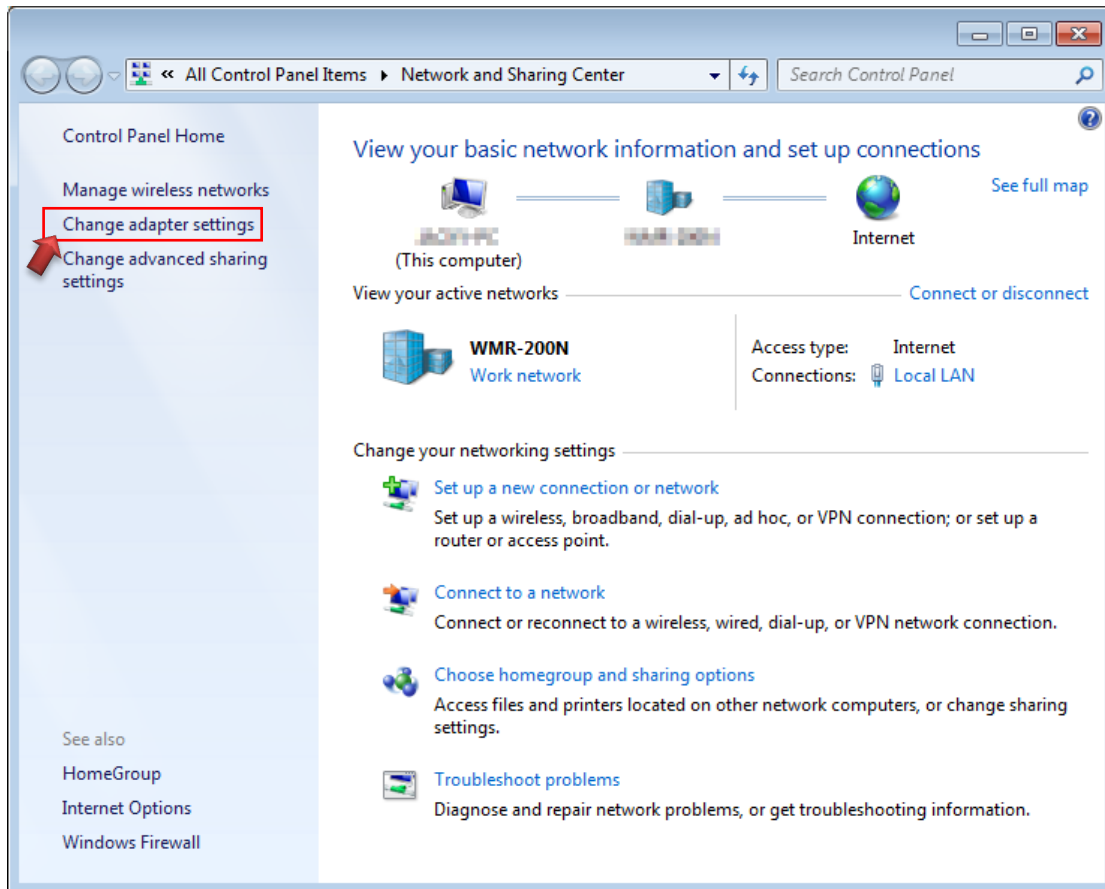 « All Control Panel Items ▸ Network and Sharing Center
Search Control Panel
Control Panel Home
Manage wireless networks
Change adapter settings
Change advanced sharing
settings
See also
HomeGroup
Internet Options
Windows Firewall
View your basic network information and set up connections
See full map
(This computer)
Internet
View your active networks
Connect or disconnect
WMR-200N
Work network
Access type: Internet
Connections: Local LAN
Change your networking settings
Set up a new connection or network
Set up a wireless, broadband, dial-up, ad hoc, or VPN connection; or set up a
router or access point.
Connect to a network
Connect or reconnect to a wireless, wired, dial-up, or VPN network connection.
Choose homegroup and sharing options
Access files and printers located on other network computers, or change sharing
settings.
Troubleshoot problems
Diagnose and repair network problems, or get troubleshooting information.